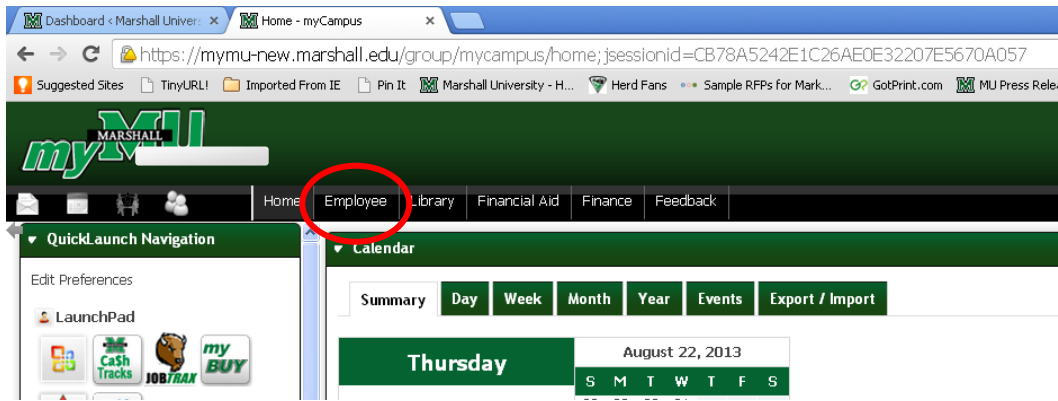 Dashboard < Marshall Univers
Home - myCampus
https://mymu-new.marshall.edu/group/mycampus/home;jsessionid=CB78A5242E1C26AE0E32207E5670A057
Suggested Sites TinyURL! Imported From IE Pin It Marshall University - H... Herd Fans Sample RFPs for Mark... GotPrint.com MU Press Rele
myMU MARSHALL
Home Employee Library Financial Aid Finance Feedback
QuickLaunch Navigation
Edit Preferences
LaunchPad
Ca$h Tracks JOBTRAX my BUY
Calendar
Summary Day Week Month Year Events Export / Import
Thursday
August 22, 2013
S M T W T F S